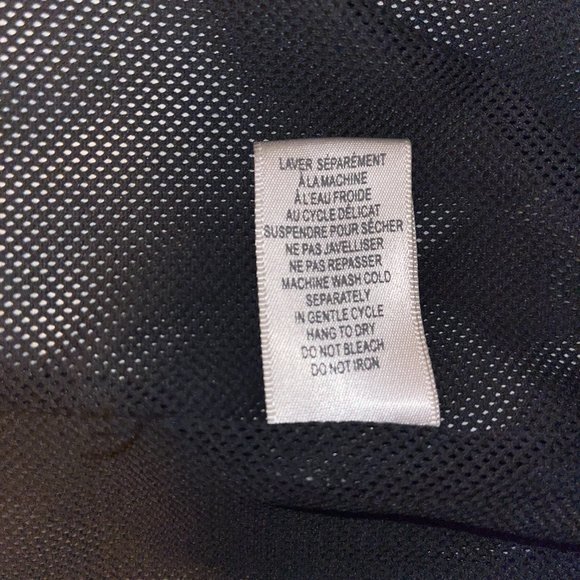 LAVER SÉPARÉMENT
À LA MACHINE
À L'EAU FROIDE
AU CYCLE DÉLICAT
SUSPENDRE POUR SÉCHER
NE PAS JAVELLISER
NE PAS REPASSER
MACHINE WASH COLD
SEPARATELY
IN GENTLE CYCLE
HANG TO DRY
DO NOT BLEACH
DO NOT IRON